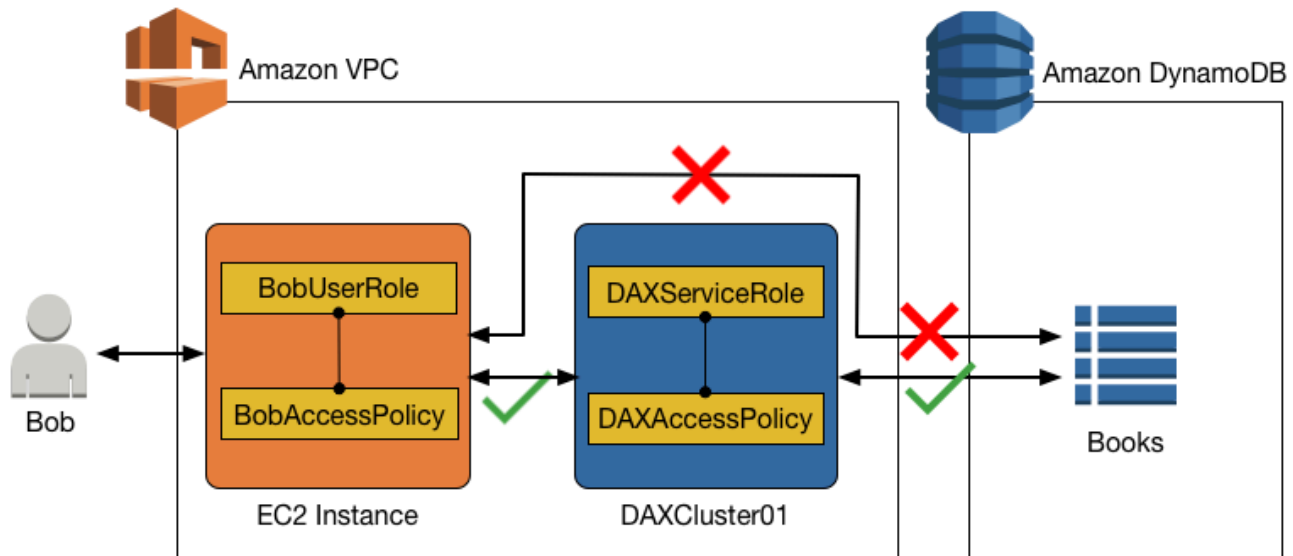 Amazon VPC
Amazon DynamoDB
BobUserRole
DAXServiceRole
BobAccessPolicy
DAXAccessPolicy
Bob
Books
EC2 Instance
DAXCluster01